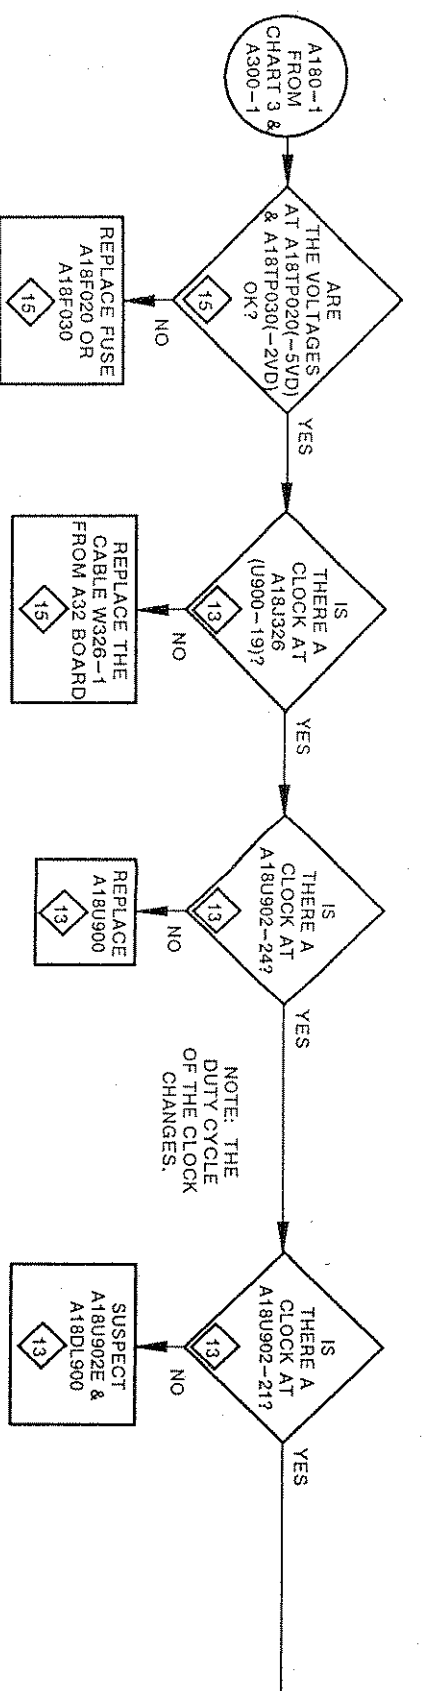 A180-1
FROM
CHART 3 &
A300-1
ARE
THE VOLTAGES
AT A18TP020(-5VD)
& A18TP030(-2VD)
OK?
15
NO
REPLACE FUSE
A18F020 OR
A18F030
15
YES
IS
THERE A
CLOCK AT
A18J326
(U900-19)?
13
NO
REPLACE THE
CABLE W326-1
FROM A32 BOARD
15
YES
IS
THERE A
CLOCK AT
A18U902-24?
13
NO
REPLACE
A18U900
13
YES
NOTE: THE
DUTY CYCLE
OF THE CLOCK
CHANGES.
IS
THERE A
CLOCK AT
A18U902-21?
13
NO
SUSPECT
A18U902E &
A18DL900
13
YES